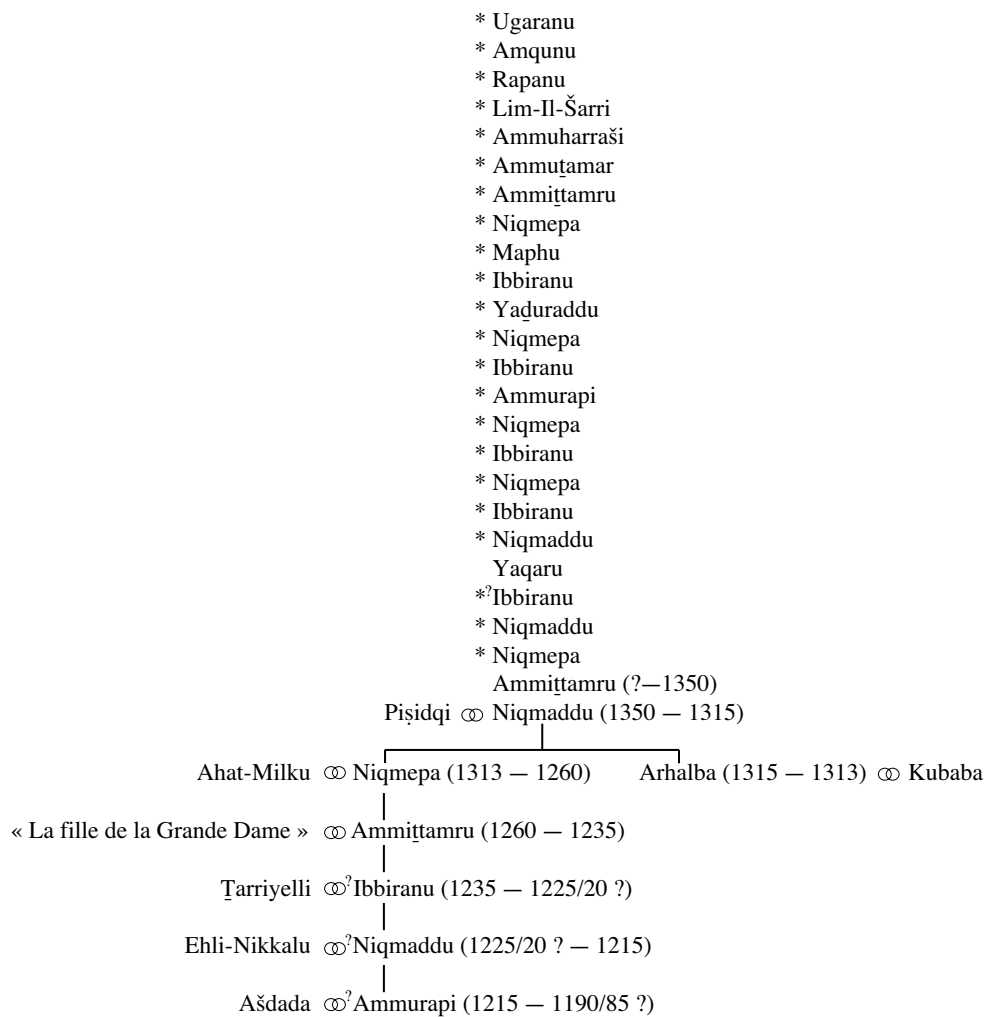 * Ugaranu
* Amqunu
* Rapanu
* Lim-Il-Šarri
* Ammuharraši
* Ammuṯamar
* Ammiṯtamru
* Niqmepa
* Maphu
* Ibbiranu
* Yaḏuraddu
* Niqmepa
* Ibbiranu
* Ammurapi
* Niqmepa
* Ibbiranu
* Niqmepa
* Ibbiranu
* Niqmaddu
Yaqaru
*?Ibbiranu
* Niqmaddu
* Niqmepa
Ammiṯtamru (?—1350)
Piṣidqi ⚭ Niqmaddu (1350 — 1315)
Ahat-Milku ⚭ Niqmepa (1313 — 1260) Arhalba (1315 — 1313) ⚭ Kubaba
« La fille de la Grande Dame » ⚭ Ammiṯtamru (1260 — 1235)
Ṯarriyelli ⚭?Ibbiranu (1235 — 1225/20 ?)
Ehli-Nikkalu ⚭?Niqmaddu (1225/20 ? — 1215)
Ašdada ⚭?Ammurapi (1215 — 1190/85 ?)